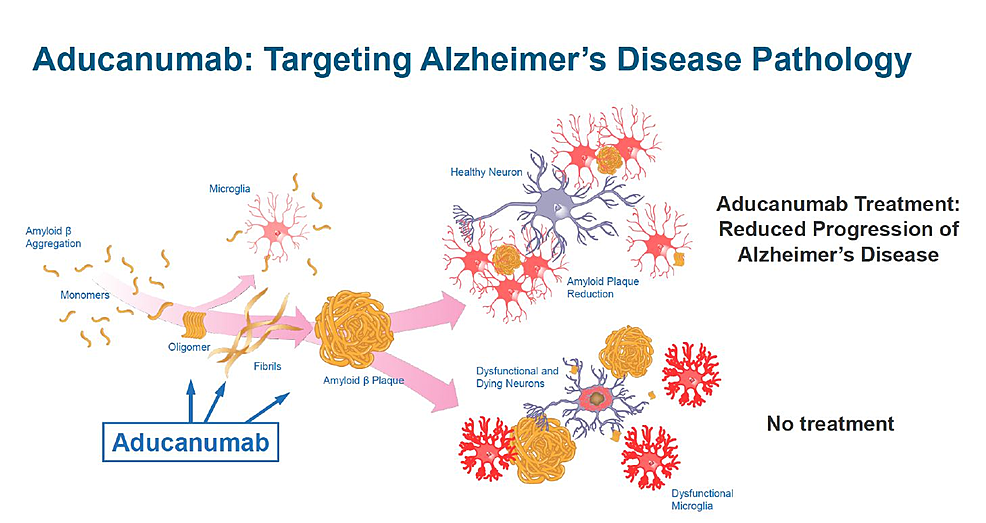 Aducanumab: Targeting Alzheimer's Disease Pathology
Healthy Neuron
Microglia
Aducanumab Treatment:
Reduced Progression of
Alzheimer's Disease
Amyloid β
Aggregation
Monomers
Amyloid Plaque
Reduction
Oligomer
Fibrils
Amyloid β Plaque
Dysfunctional and
Dying Neurons
Aducanumab
No treatment
Dysfunctional
Microglia